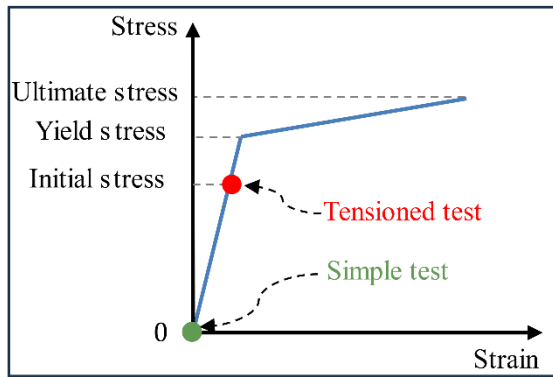 Stress
Ultimate stress
Yield stress
Initial stress
Tensioned test
Simple test
0
Strain